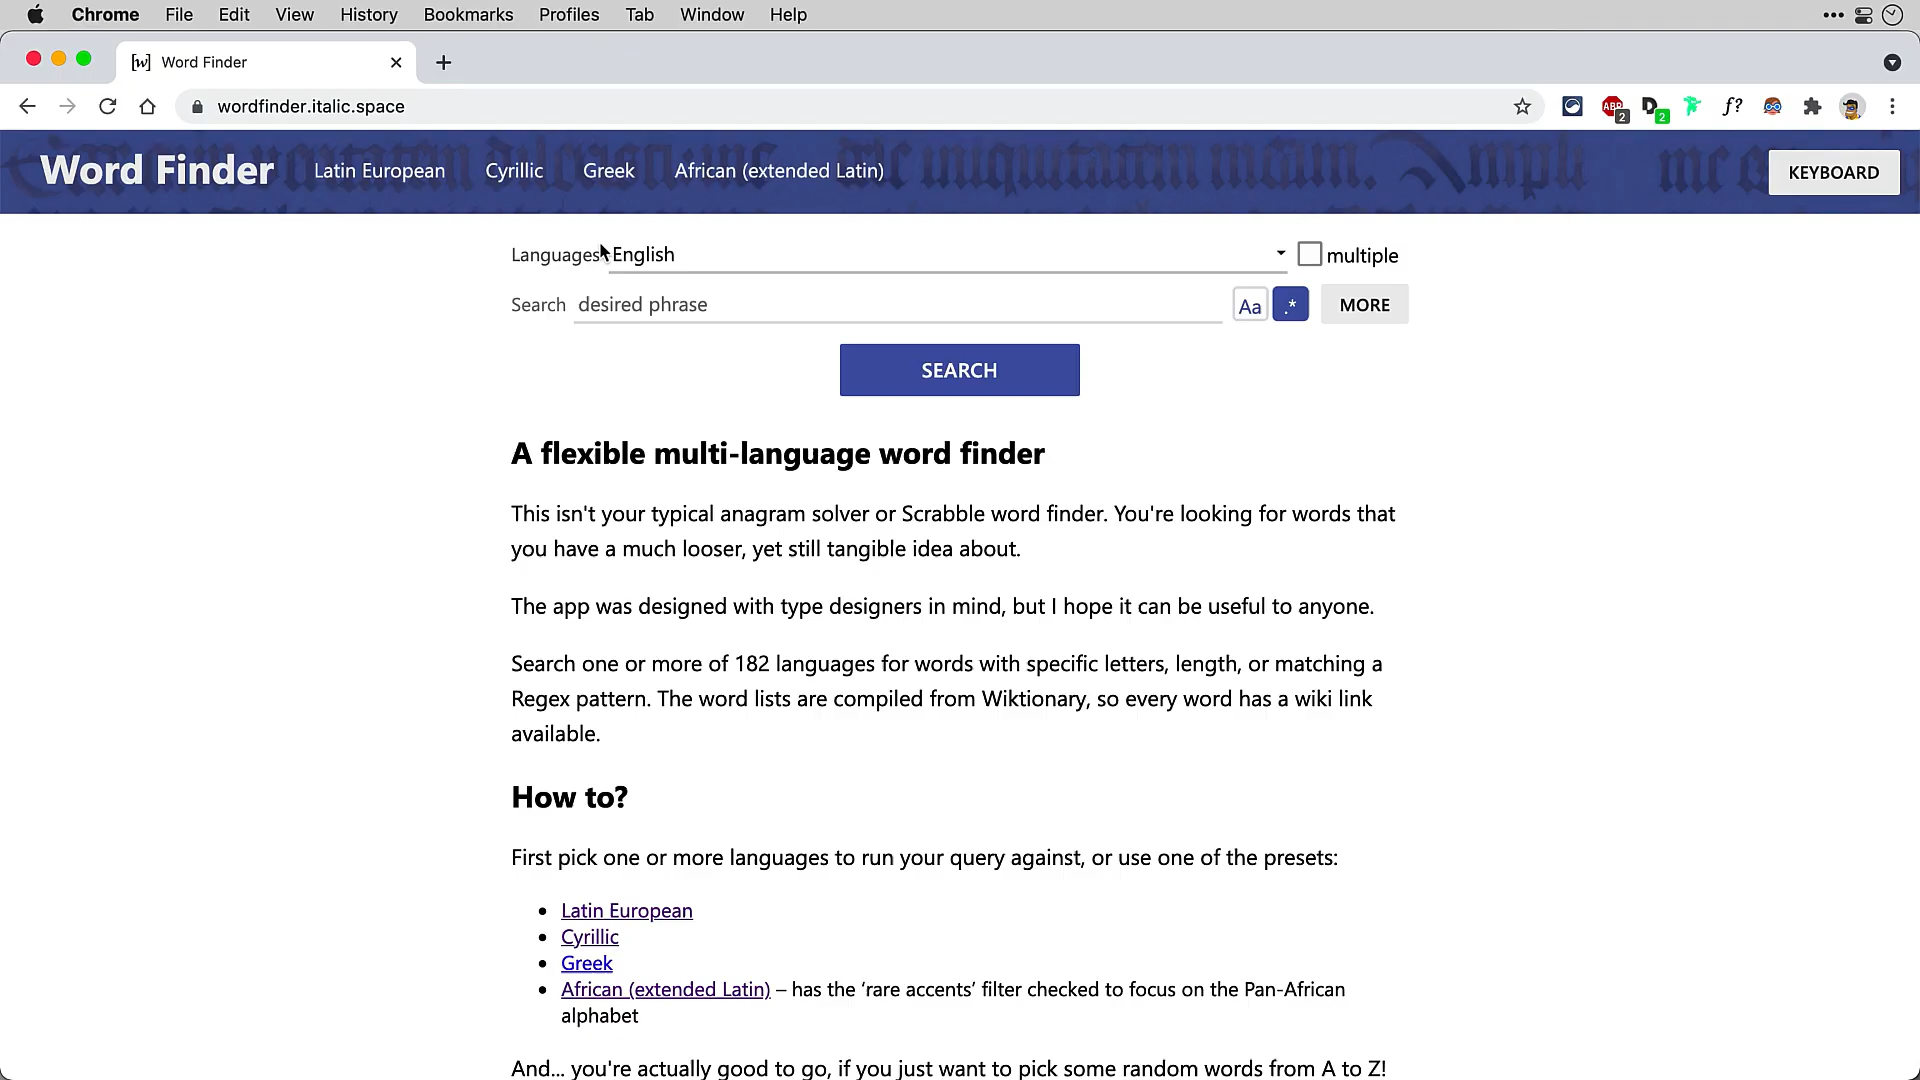 Chrome File Edit View History Bookmarks Profiles Tab Window Help
[w] Word Finder
wordfinder.italic.space
ABP 2 D 2 f?
Word Finder Latin European Cyrillic Greek African (extended Latin) KEYBOARD
Languages English multiple
Search desired phrase Aa .* MORE
SEARCH
A flexible multi-language word finder
This isn't your typical anagram solver or Scrabble word finder. You're looking for words that
you have a much looser, yet still tangible idea about.
The app was designed with type designers in mind, but I hope it can be useful to anyone.
Search one or more of 182 languages for words with specific letters, length, or matching a
Regex pattern. The word lists are compiled from Wiktionary, so every word has a wiki link
available.
How to?
First pick one or more languages to run your query against, or use one of the presets:
• Latin European
• Cyrillic
• Greek
• African (extended Latin) – has the ‘rare accents’ filter checked to focus on the Pan-African
alphabet
And... you're actually good to go, if you just want to pick some random words from A to Z!